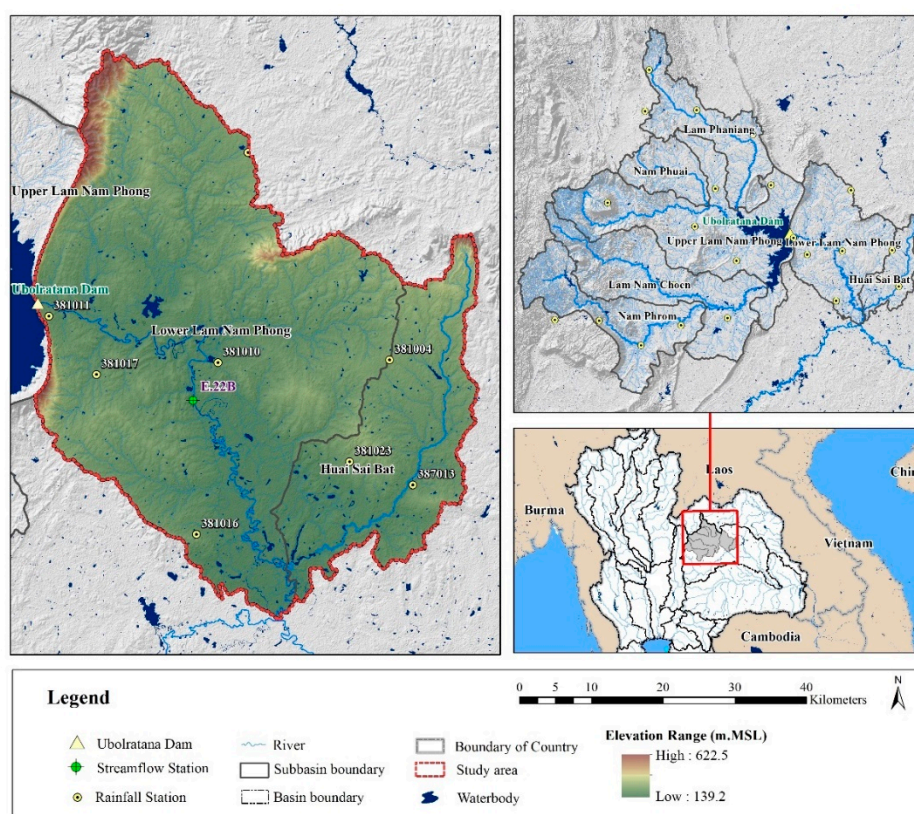 Upper Lam Nam Phong
Ubolratana Dam
381011
Lower Lam Nam Phong
381010
381004
381017
E.22B
381023
Huai Sai Bat
387013
381016
Lam Phaniang
Nam Phuai
Ubolratana Dam
Upper Lam Nam Phong
Lower Lam Nam Phong
Huai Sai Bat
Lam Nam Choen
Nam Phrom
Laos
Chi
Burma
Vietnam
Cambodia
Legend
0 5 10 20 30 40
Kilometers
N
Ubolratana Dam
River
Boundary of Country
Elevation Range (m.MSL)
Streamflow Station
Subbasin boundary
Study area
High : 622.5
Rainfall Station
Basin boundary
Waterbody
Low : 139.2